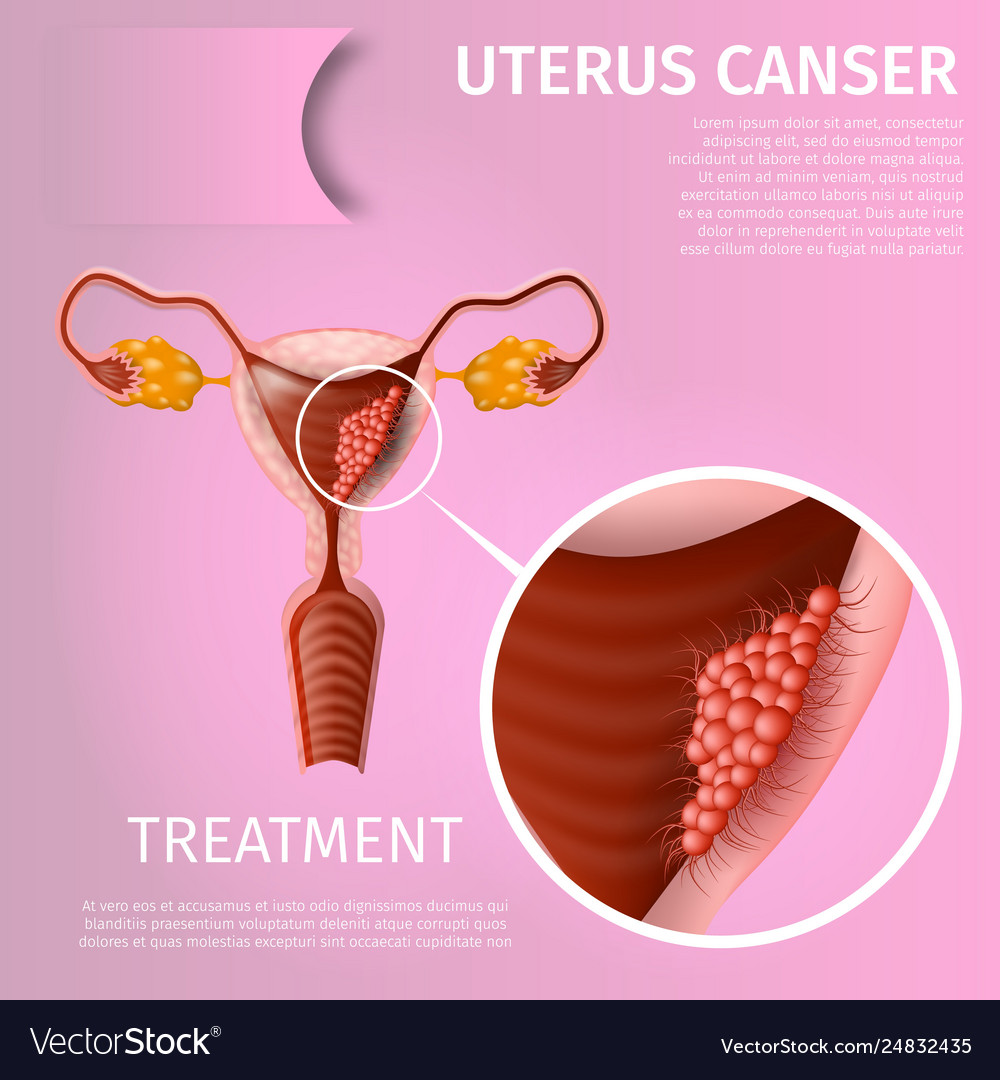 UTERUS CANSER
Lorem ipsum dolor sit amet, consectetur
adipiscing elit, sed do eiusmod tempor
incididunt ut labore et dolore magna aliqua.
Ut enim ad minim veniam, quis nostrud
exercitation ullamco laboris nisi ut aliquip
ex ea commodo consequat. Duis aute irure
dolor in reprehenderit in voluptate velit
esse cillum dolore eu fugiat nulla pariatur.
TREATMENT
At vero eos et accusamus et iusto odio dignissimos ducimus qui
blanditiis praesentium voluptatum deleniti atque corrupti quos
dolores et quas molestias excepturi sint occaecati cupiditate non
VectorStock®
VectorStock.com/24832435